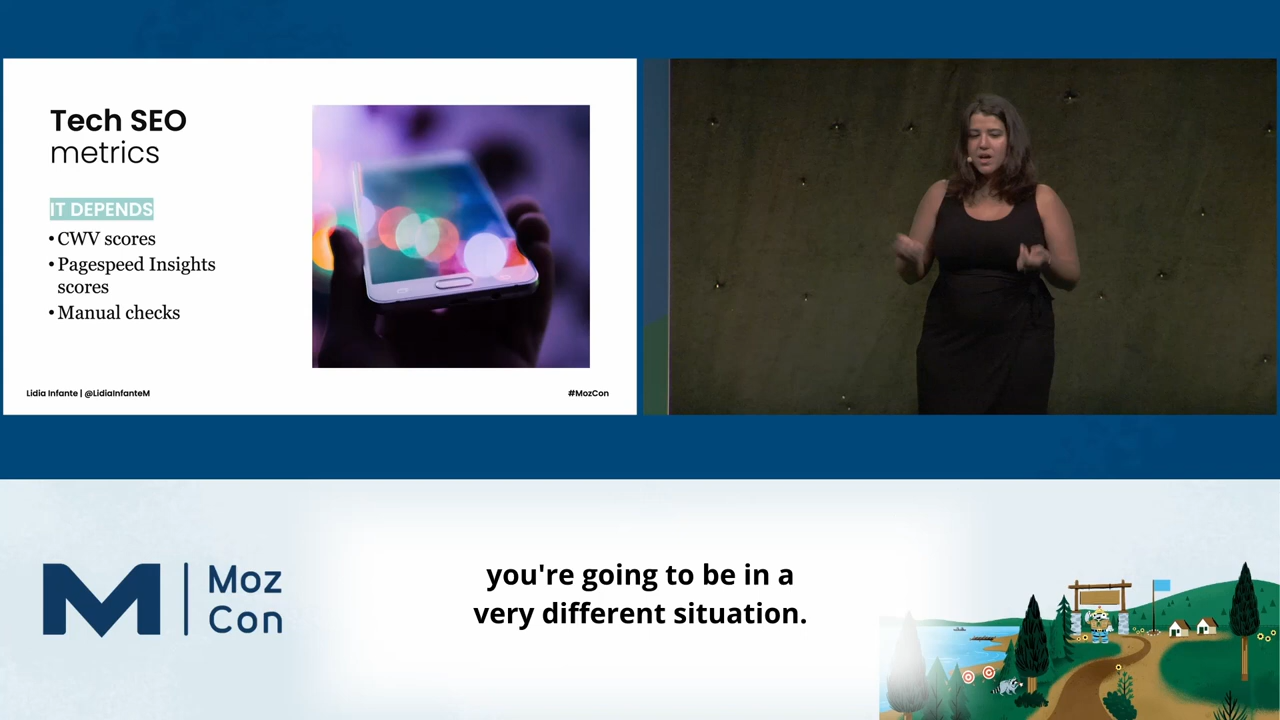 Tech SEO
metrics
IT DEPENDS
• CWV scores
• Pagespeed Insights
scores
• Manual checks
Lidia Infante | @LidiaInfanteM
#MozCon
M | Moz
Con
you're going to be in a
very different situation.